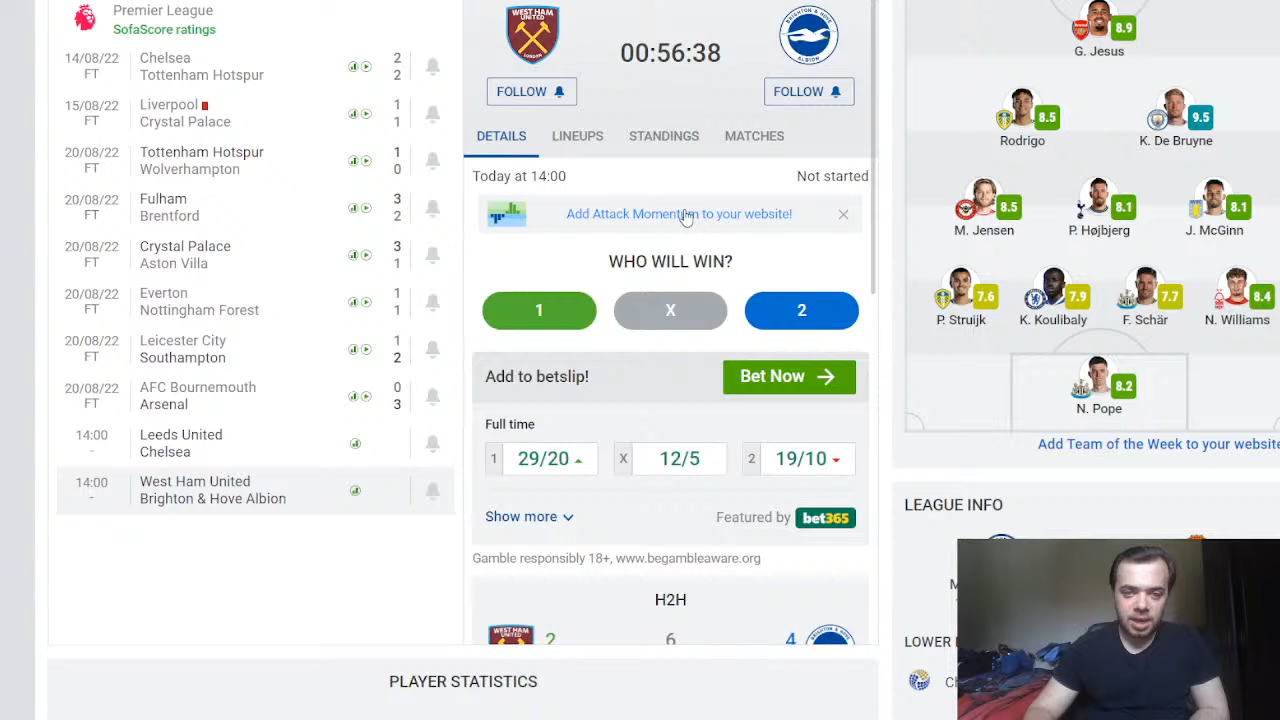 Premier League
SofaScore ratings
14/08/22
FT
Chelsea
Tottenham Hotspur
2
2
15/08/22
FT
Liverpool
Crystal Palace
1
1
20/08/22
FT
Tottenham Hotspur
Wolverhampton
1
0
20/08/22
FT
Fulham
Brentford
3
2
20/08/22
FT
Crystal Palace
Aston Villa
3
1
20/08/22
FT
Everton
Nottingham Forest
1
1
20/08/22
FT
Leicester City
Southampton
1
2
20/08/22
FT
AFC Bournemouth
Arsenal
0
3
14:00
-
Leeds United
Chelsea
14:00
-
West Ham United
Brighton & Hove Albion
WEST HAM
UNITED
LONDON
00:56:38
BRIGHTON & HOVE
ALBION
FOLLOW
FOLLOW
DETAILS LINEUPS STANDINGS MATCHES
Today at 14:00 Not started
Add Attack Momentum to your website!
WHO WILL WIN?
1 X 2
Add to betslip!
Bet Now
Full time
1 29/20 X 12/5 2 19/10
Show more
Featured by bet365
Gamble responsibly 18+, www.begambleaware.org
H2H
WEST HAM
2 6 4
PLAYER STATISTICS
8.9
G. Jesus
8.5
Rodrigo
9.5
K. De Bruyne
8.5
M. Jensen
8.1
P. Højbjerg
8.1
J. McGinn
7.6
P. Struijk
7.9
K. Koulibaly
7.7
F. Schär
8.4
N. Williams
8.2
N. Pope
Add Team of the Week to your website
LEAGUE INFO
LOWER